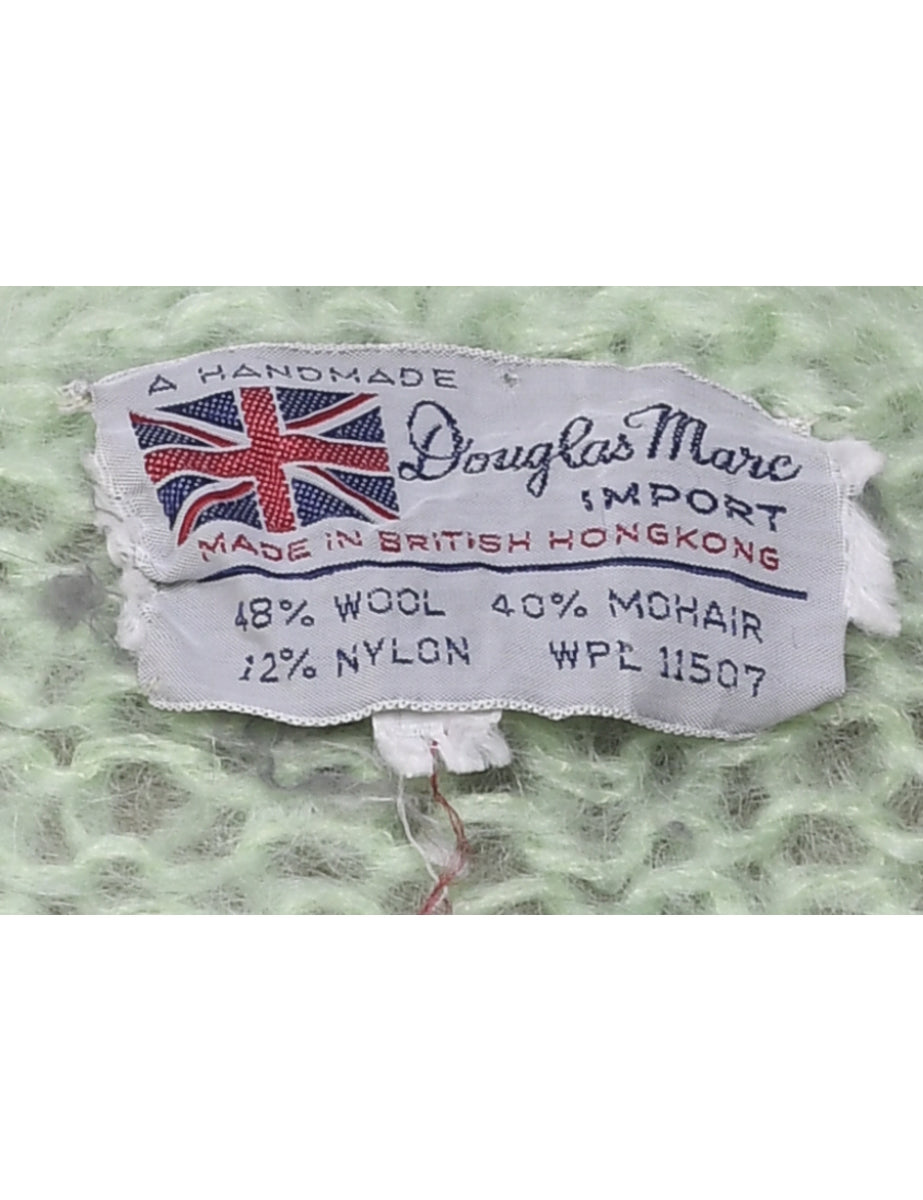 A HANDMADE
Douglas Marc
IMPORT
MADE IN BRITISH HONGKONG
48% WOOL 40% MOHAIR
12% NYLON WPL 11507